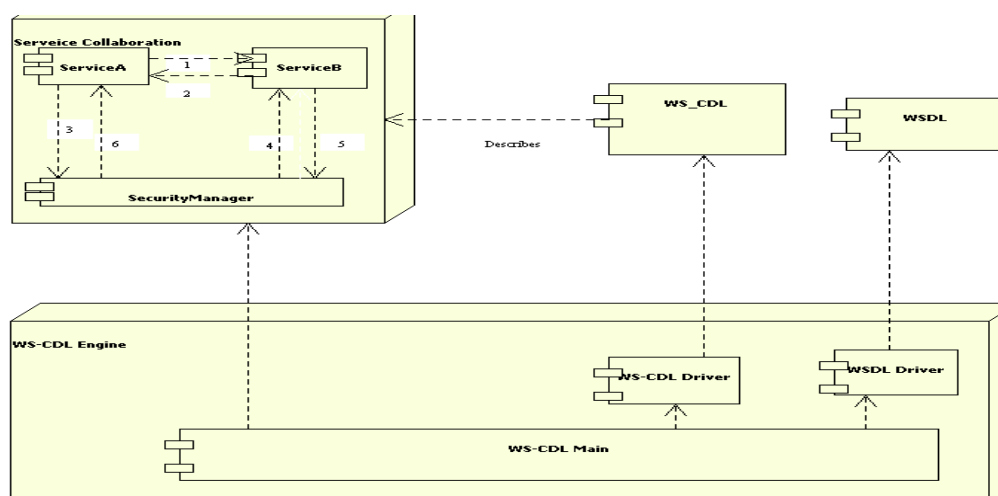 Serveice Collaboration
ServiceA
1
ServiceB
2
3
6
4
5
SecurityManager
WS_CDL
WSDL
Describes
WS-CDL Engine
WS-CDL Driver
WSDL Driver
WS-CDL Main